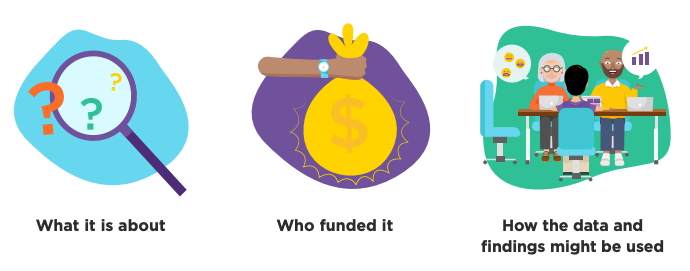 ?
?
?
$
What it is about
Who funded it
How the data and
findings might be used